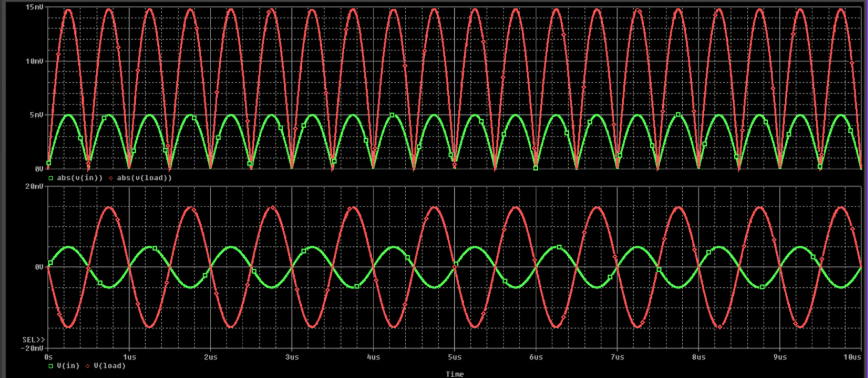 15mV
10mV
5mV
0V
abs(v(in)) abs(v(load))
20mV
0V
SEL>>
-20mV
0s 1us 2us 3us 4us 5us 6us 7us 8us 9us 10us
V(in) V(load)
Time